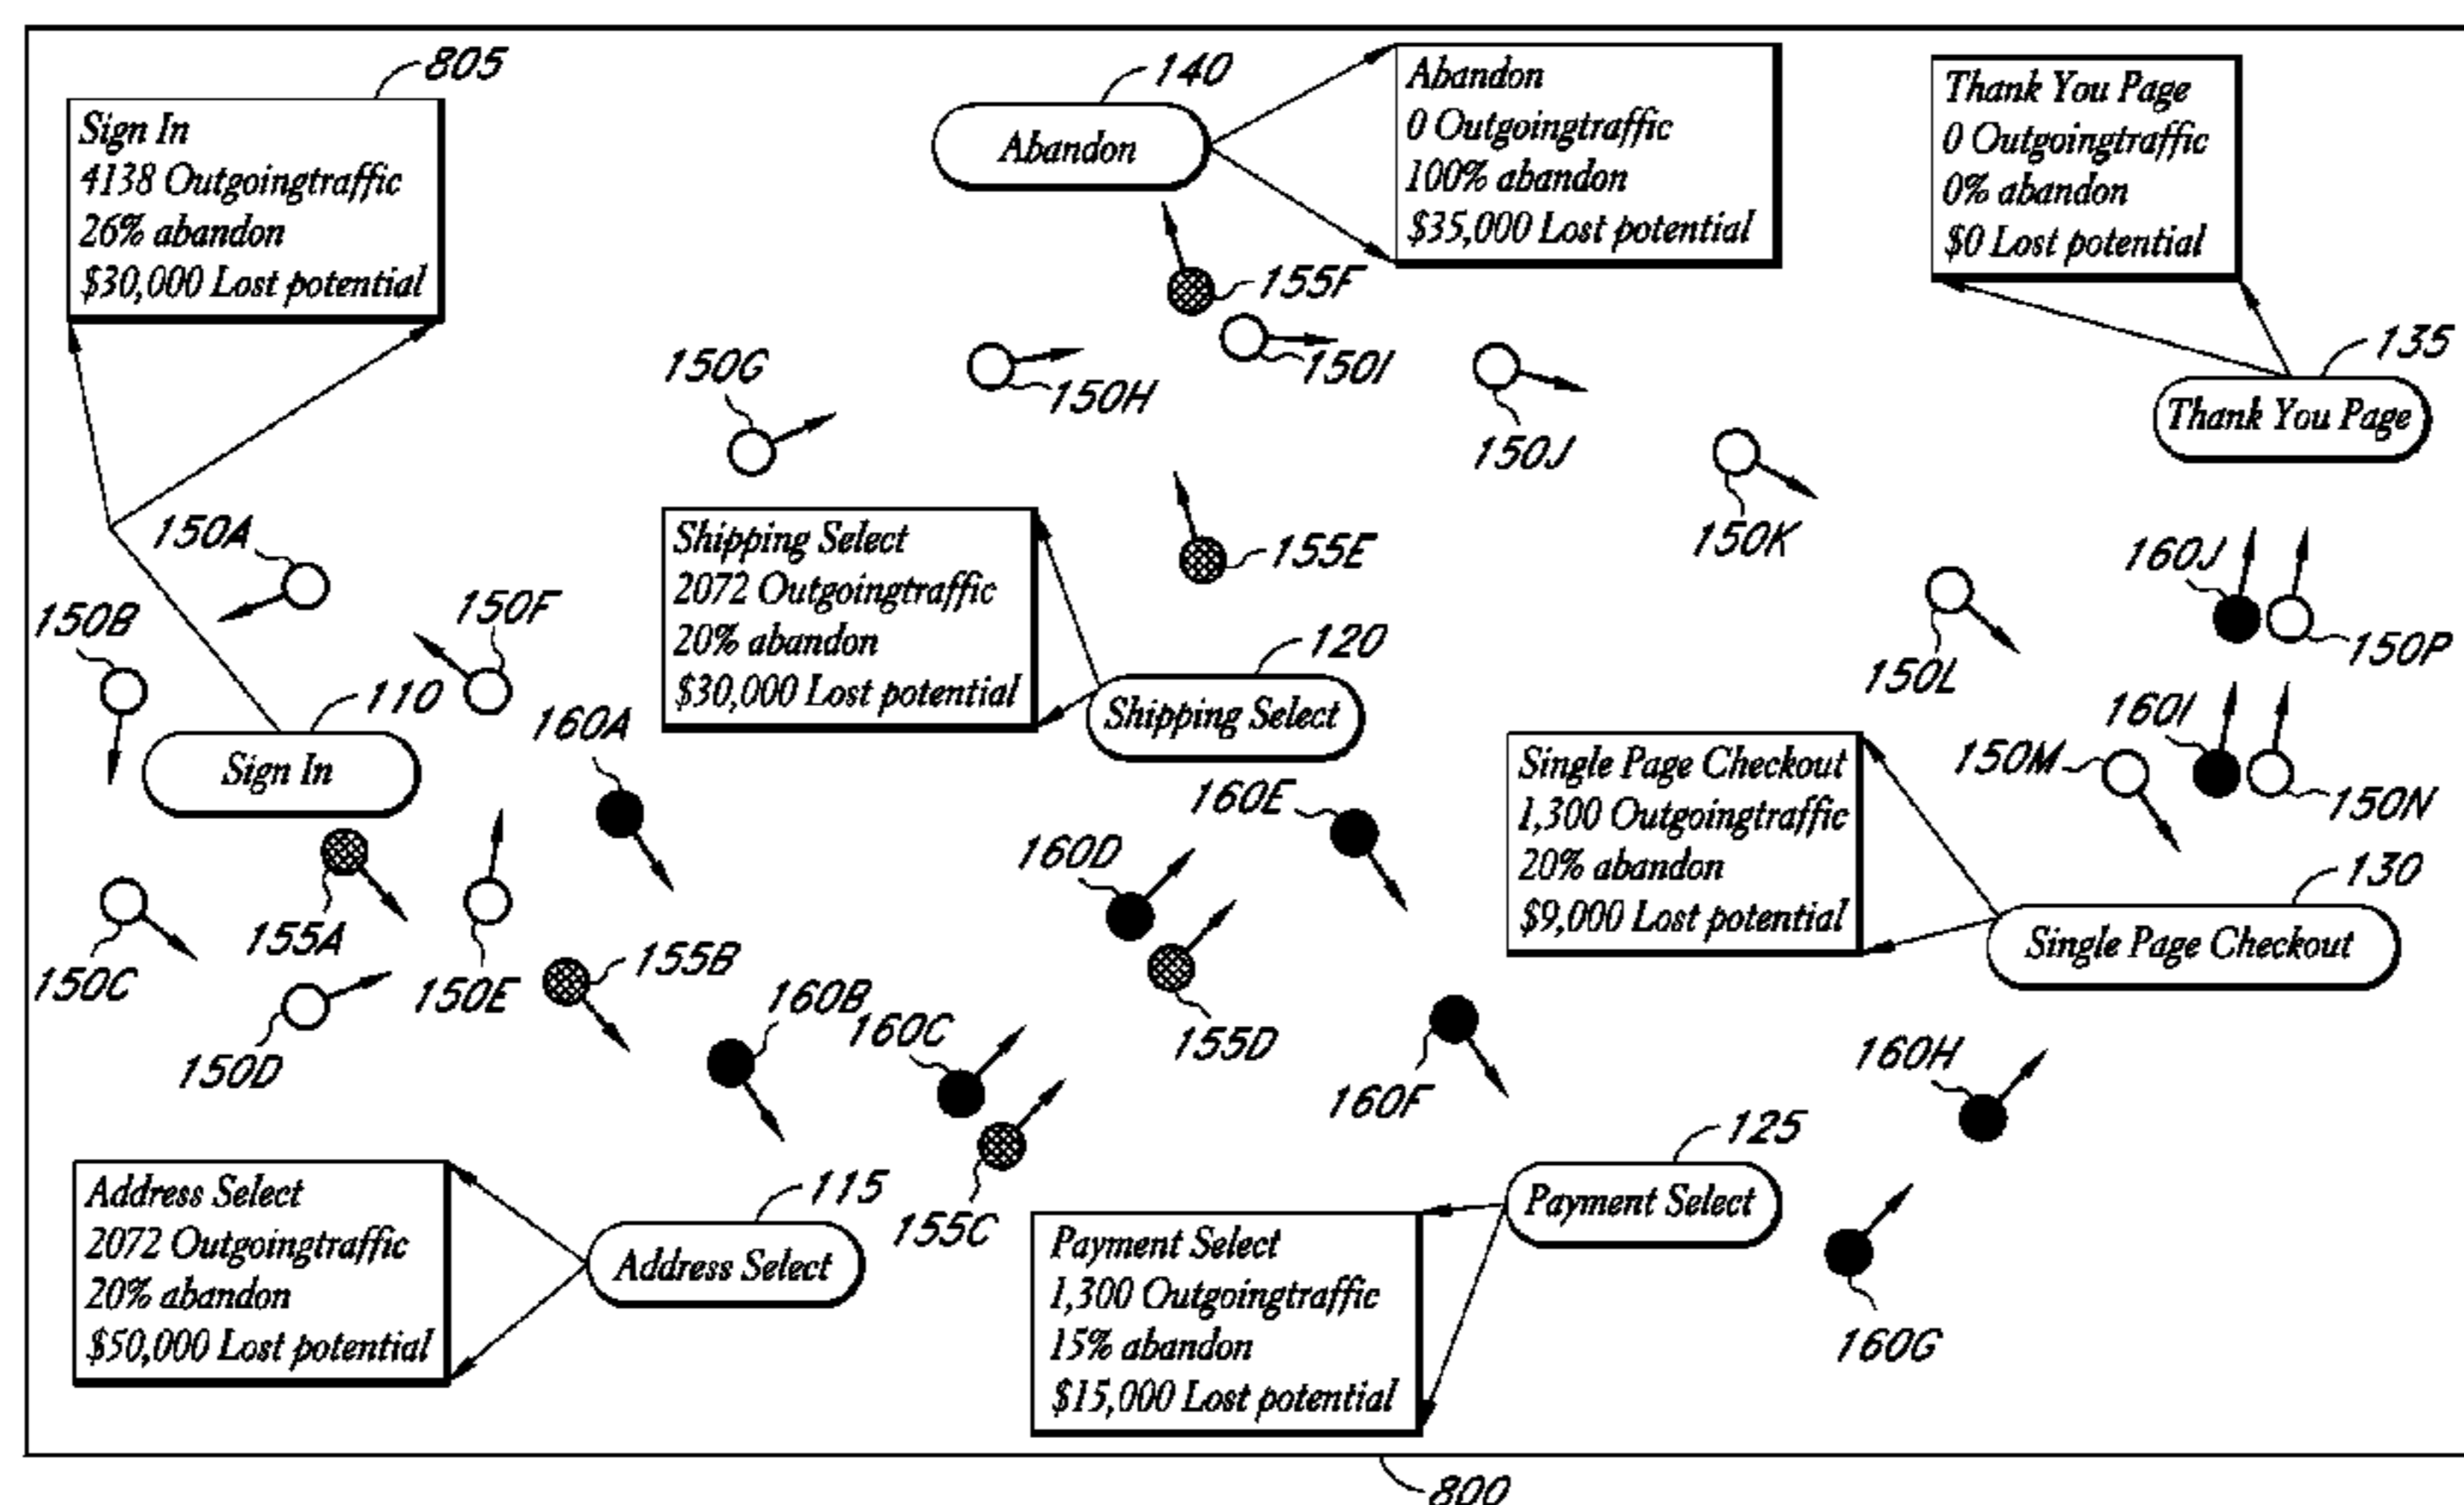 805
Sign In
4138 Outgoingtraffic
26% abandon
$30,000 Lost potential
140
Abandon
Abandon
0 Outgoingtraffic
100% abandon
$35,000 Lost potential
Thank You Page
0 Outgoingtraffic
0% abandon
$0 Lost potential
135
Thank You Page
155F
150I
150H
150G
150J
150K
150A
150B
150F
110
Sign In
160A
Shipping Select
2072 Outgoingtraffic
20% abandon
$30,000 Lost potential
155E
120
Shipping Select
160J
150P
150L
160I
150M
150N
Single Page Checkout
1,300 Outgoingtraffic
20% abandon
$9,000 Lost potential
130
Single Page Checkout
160E
160D
155D
160F
155A
150C
150D
150E
155B
160B
160C
155C
160H
160G
Address Select
2072 Outgoingtraffic
20% abandon
$50,000 Lost potential
115
Address Select
Payment Select
1,300 Outgoingtraffic
15% abandon
$15,000 Lost potential
125
Payment Select
800